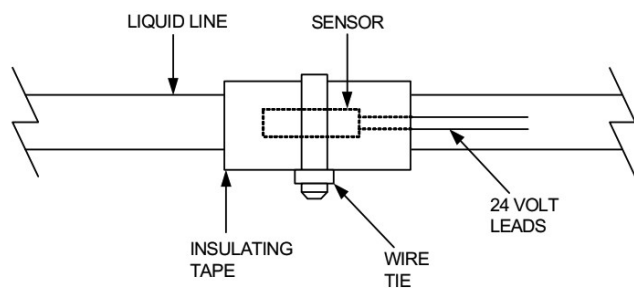 LIQUID LINE
SENSOR
24 VOLT
LEADS
INSULATING
TAPE
WIRE
TIE